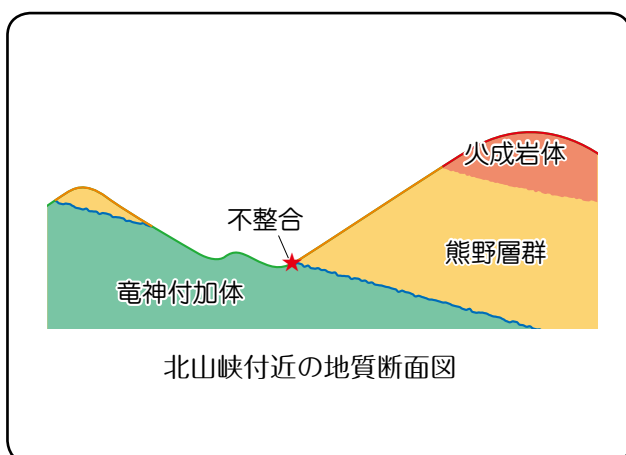 火成岩体
不整合
熊野層群
竜神付加体
北山峡付近の地質断面図